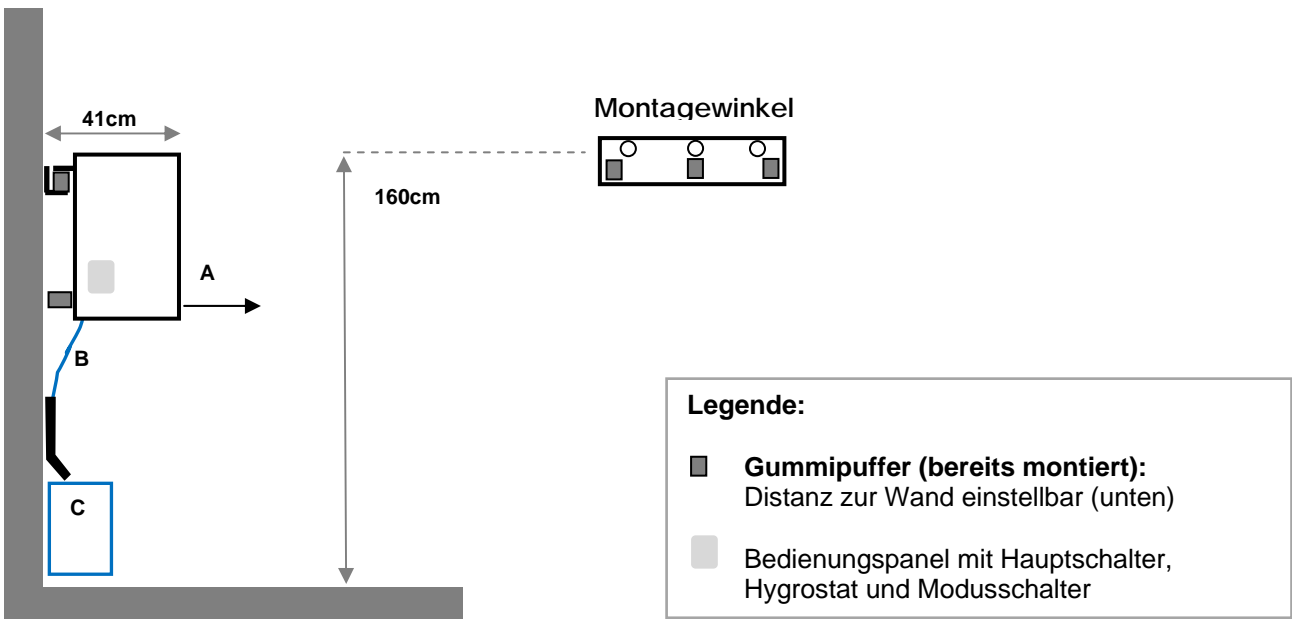 41cm
Montagewinkel
160cm
A
B
C
Legende:
Gummipuffer (bereits montiert):
Distanz zur Wand einstellbar (unten)
Bedienungspanel mit Hauptschalter,
Hygrostat und Modusschalter